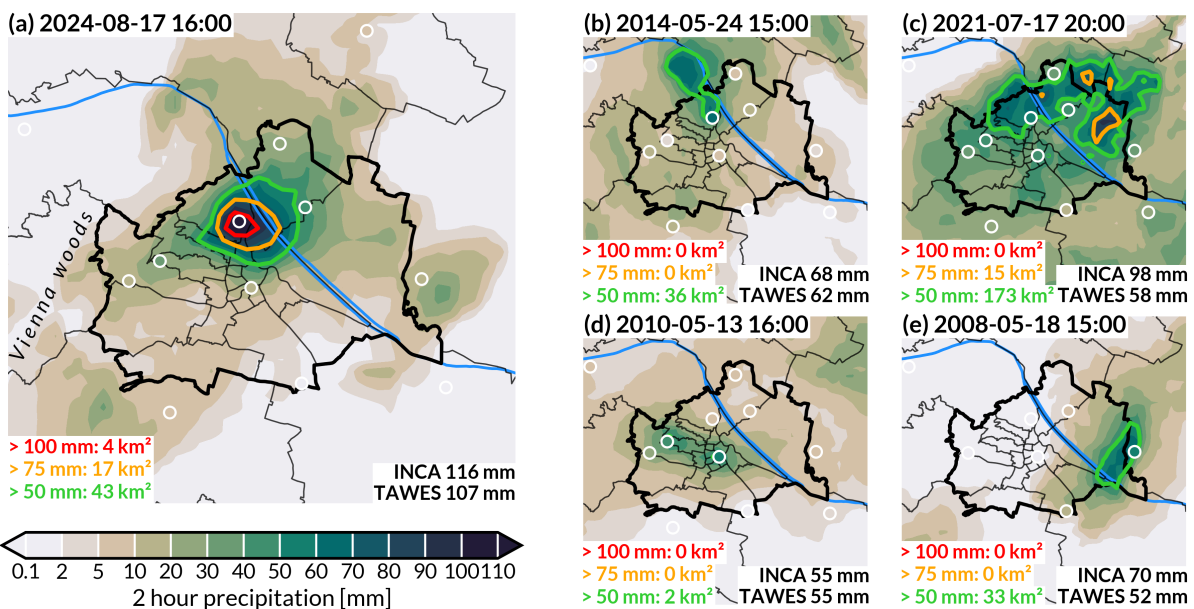 (a) 2024-08-17 16:00
Vienna woods
> 100 mm: 4 km²
> 75 mm: 17 km²
> 50 mm: 43 km²
INCA 116 mm
TAWES 107 mm
0.1 2 5 10 20 30 40 50 60 70 80 90 100 110
2 hour precipitation [mm]
(b) 2014-05-24 15:00
> 100 mm: 0 km²
> 75 mm: 0 km²
> 50 mm: 36 km²
INCA 68 mm
TAWES 62 mm
(c) 2021-07-17 20:00
> 100 mm: 0 km²
> 75 mm: 15 km²
> 50 mm: 173 km²
INCA 98 mm
TAWES 58 mm
(d) 2010-05-13 16:00
> 100 mm: 0 km²
> 75 mm: 0 km²
> 50 mm: 2 km²
INCA 55 mm
TAWES 55 mm
(e) 2008-05-18 15:00
> 100 mm: 0 km²
> 75 mm: 0 km²
> 50 mm: 33 km²
INCA 70 mm
TAWES 52 mm